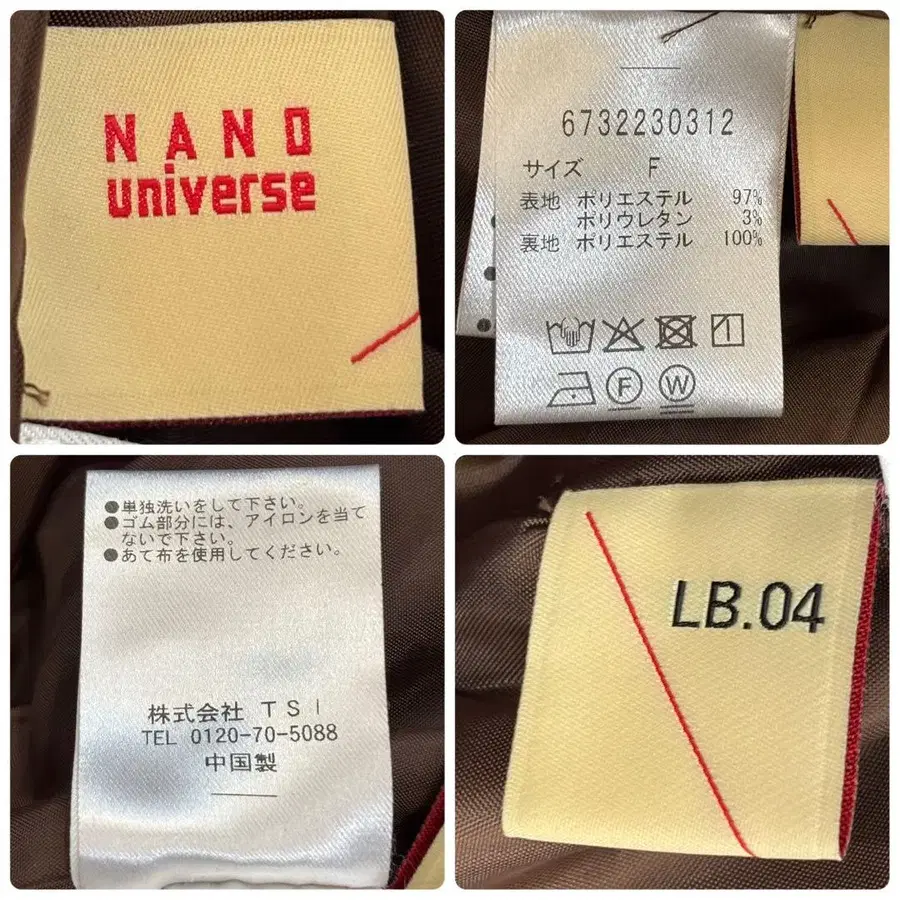 NANO
universe
6732230312
サイズ F
表地 ポリエステル 97%
ポリウレタン 3%
裏地 ポリエステル 100%
F W
●単独洗いをして下さい。
●ゴム部分には、アイロンを当て
ないで下さい。
●あて布を使用してください。
株式会社 TSI
TEL 0120-70-5088
中国製
LB.04